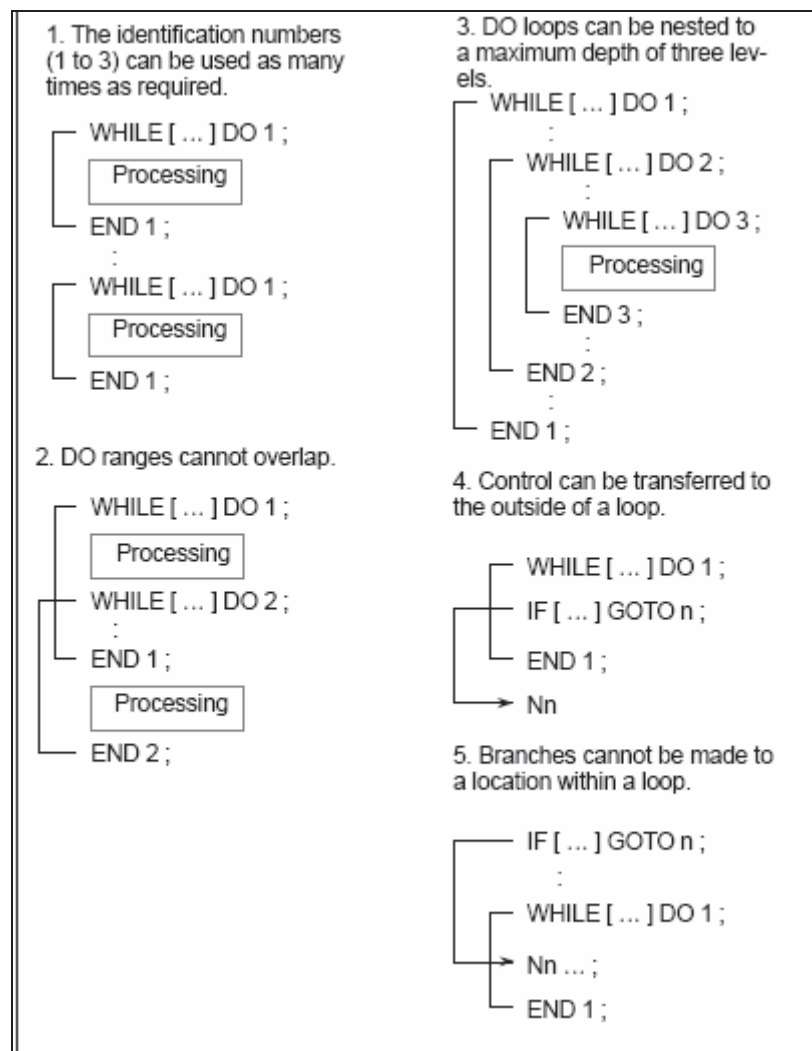 1. The identification numbers
(1 to 3) can be used as many
times as required.
WHILE [ ... ] DO 1 ;
Processing
END 1 ;
:
WHILE [ ... ] DO 1 ;
Processing
END 1 ;
2. DO ranges cannot overlap.
WHILE [ ... ] DO 1 ;
Processing
WHILE [ ... ] DO 2 ;
:
END 1 ;
Processing
END 2 ;
3. DO loops can be nested to
a maximum depth of three lev-
els.
WHILE [ ... ] DO 1 ;
:
WHILE [ ... ] DO 2 ;
:
WHILE [ ... ] DO 3 ;
Processing
END 3 ;
:
END 2 ;
:
END 1 ;
4. Control can be transferred to
the outside of a loop.
WHILE [ ... ] DO 1 ;
IF [ ... ] GOTO n ;
END 1 ;
Nn
5. Branches cannot be made to
a location within a loop.
IF [ ... ] GOTO n ;
:
WHILE [ ... ] DO 1 ;
Nn ... ;
END 1 ;